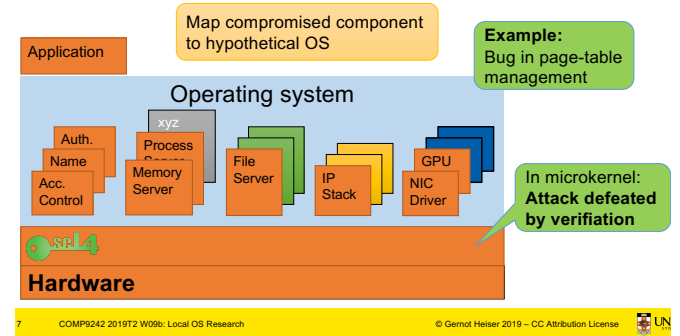 Map compromised component
to hypothetical OS
Example:
Bug in page-table
management
Application
Operating system
xyz
Auth.
Name
Acc.
Control
Process
Memory
Server
File
Server
IP
Stack
GPU
NIC
Driver
In microkernel:
Attack defeated
by verifiation
seL4
Hardware
7 COMP9242 2019T2 W09b: Local OS Research © Gernot Heiser 2019 – CC Attribution License UN